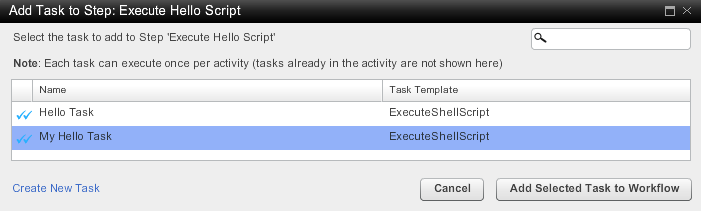 Add Task to Step: Execute Hello Script
Select the task to add to Step 'Execute Hello Script'
Note: Each task can execute once per activity (tasks already in the activity are not shown here)
Name Task Template
Hello Task ExecuteShellScript
My Hello Task ExecuteShellScript
Create New Task Cancel Add Selected Task to Workflow